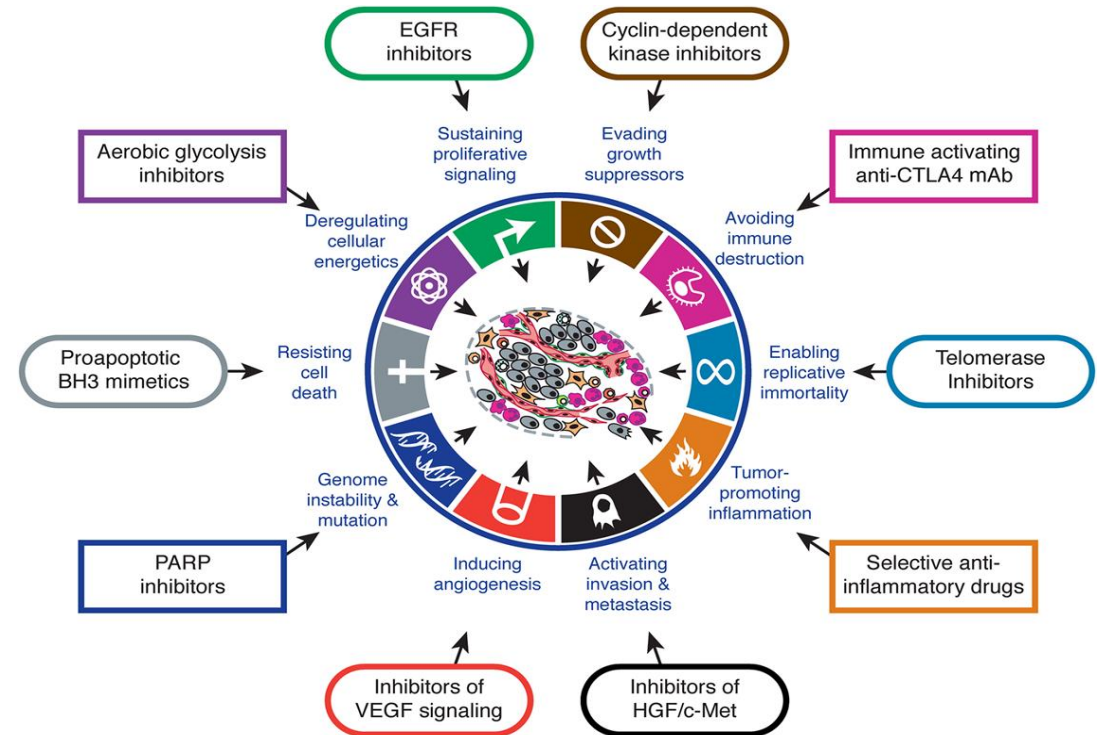 EGFR
inhibitors
Cyclin-dependent
kinase inhibitors
Sustaining
proliferative
signaling
Evading
growth
suppressors
Aerobic glycolysis
inhibitors
Immune activating
anti-CTLA4 mAb
Deregulating
cellular
energetics
Avoiding
immune
destruction
Proapoptotic
BH3 mimetics
Resisting
cell
death
Enabling
replicative
immortality
Telomerase
Inhibitors
Genome
instability &
mutation
Tumor-
promoting
inflammation
PARP
inhibitors
Inducing
angiogenesis
Activating
invasion &
metastasis
Selective anti-
inflammatory drugs
Inhibitors of
VEGF signaling
Inhibitors of
HGF/c-Met